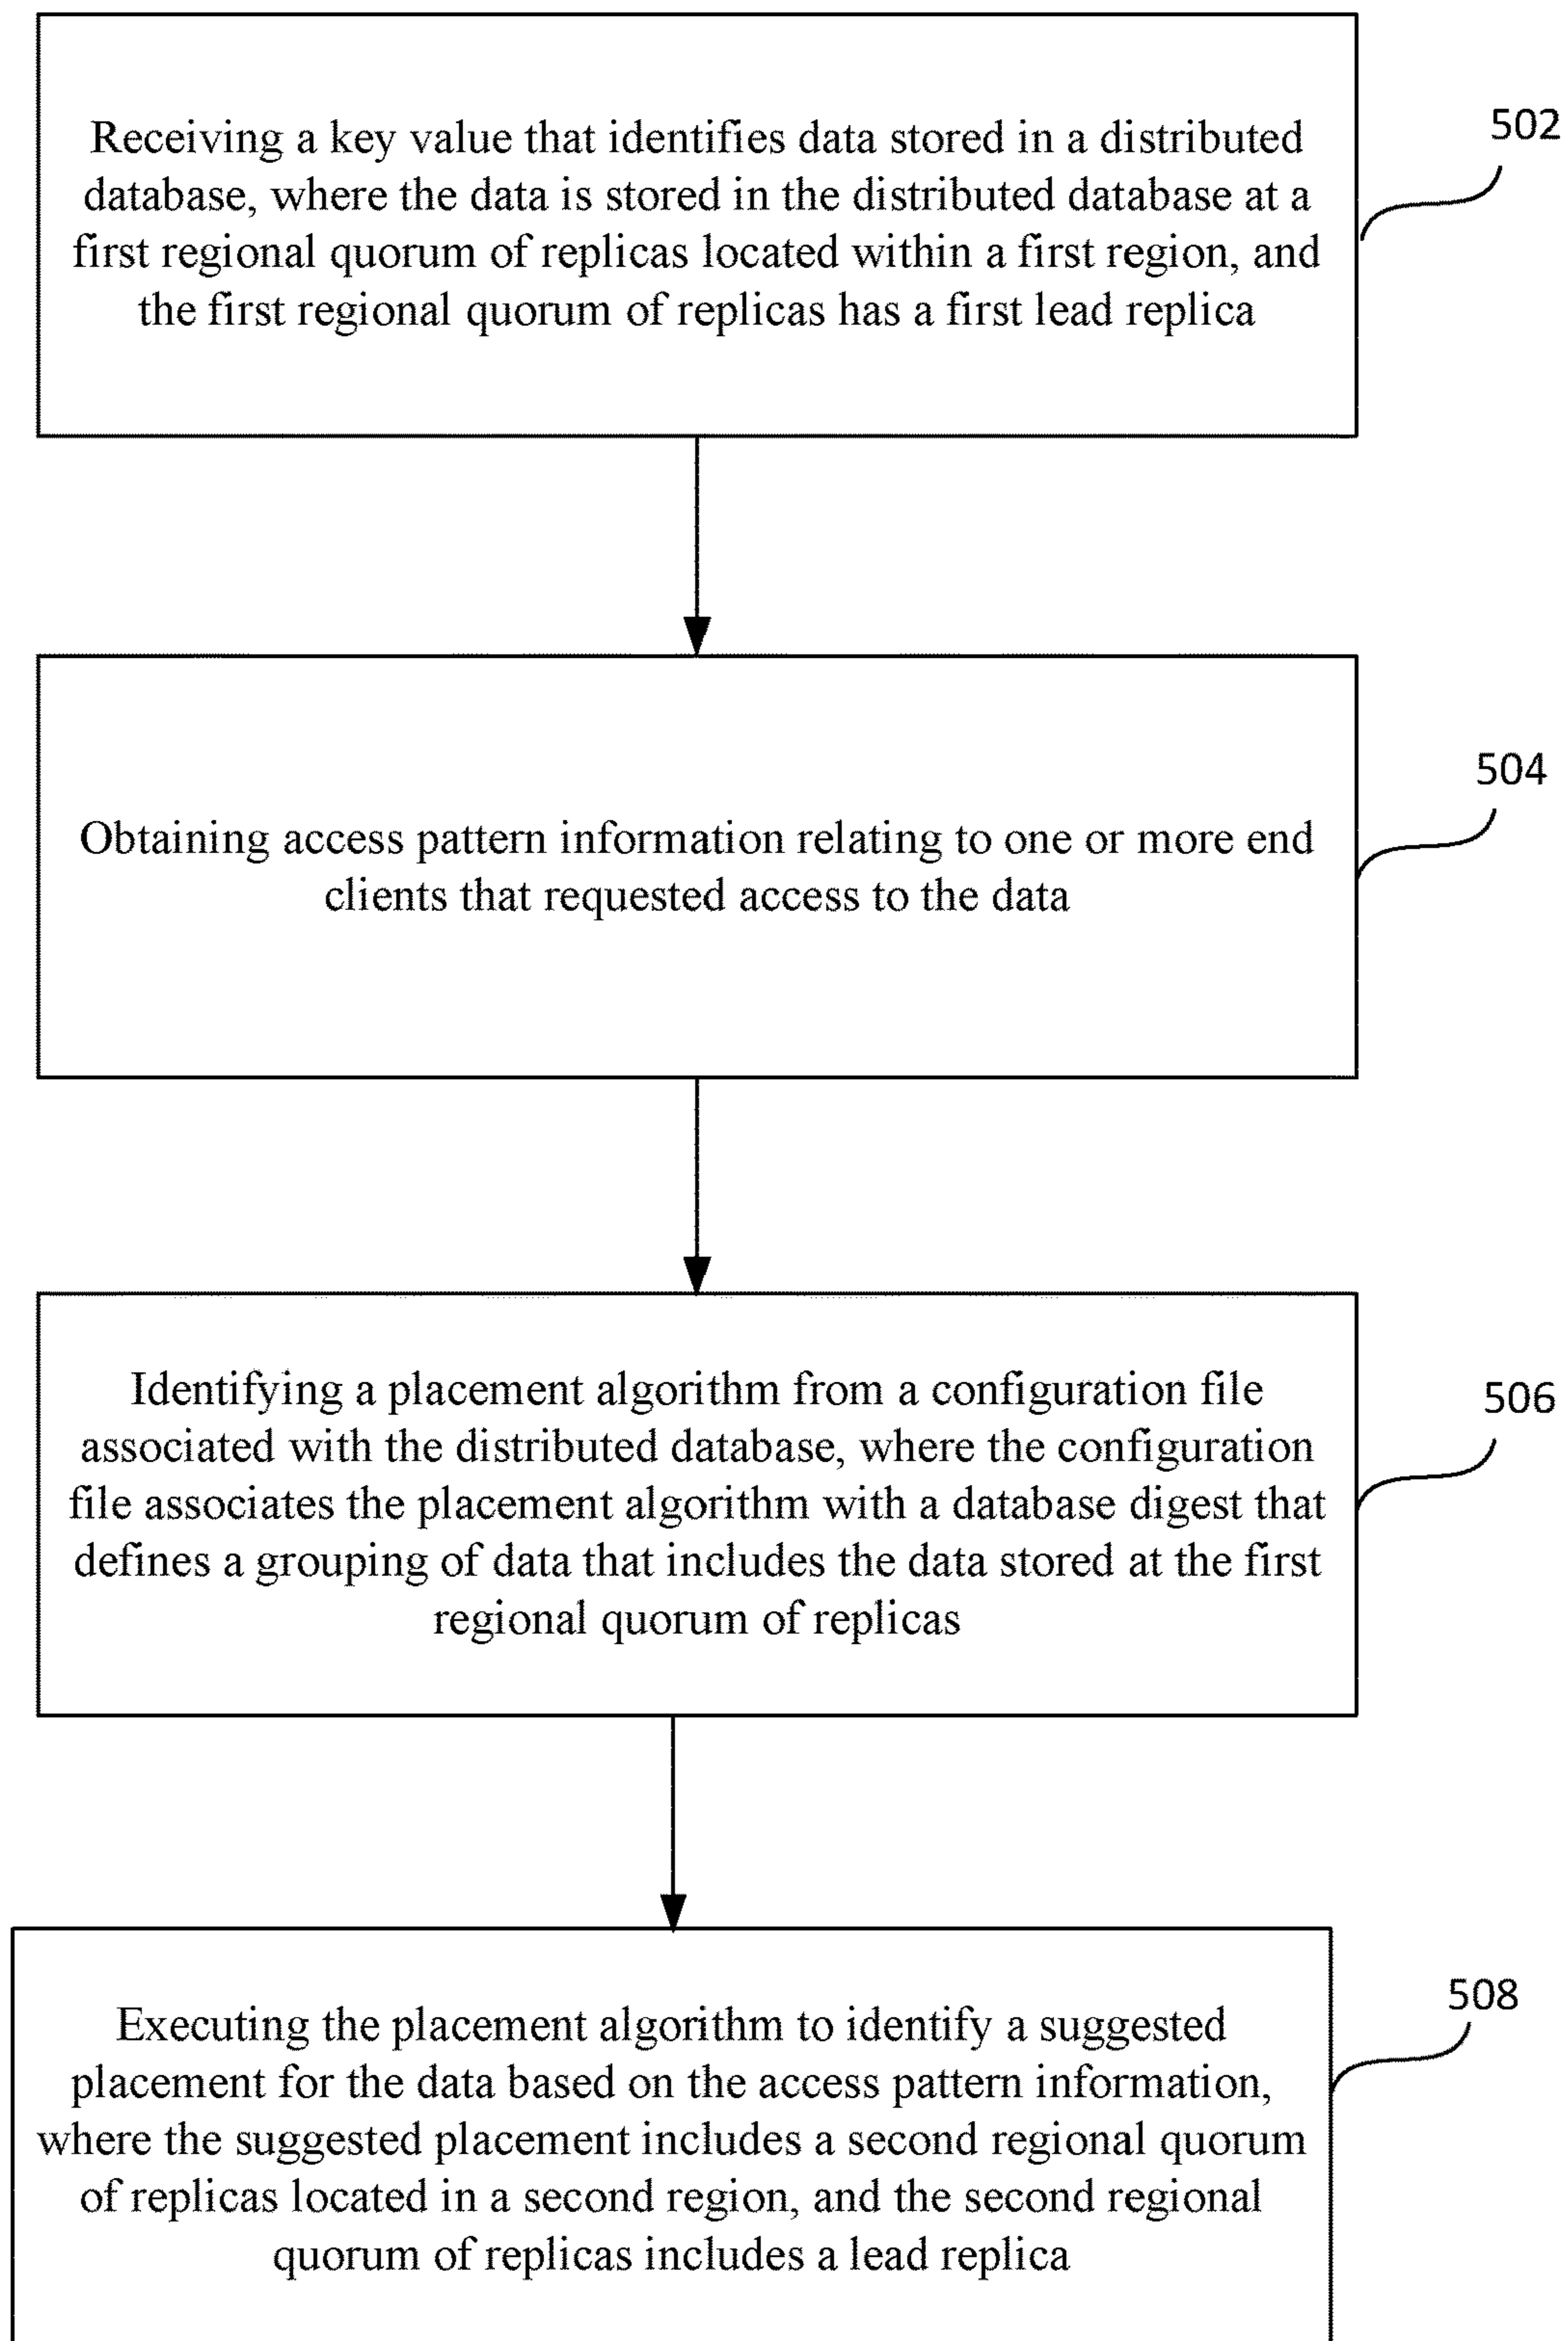 Receiving a key value that identifies data stored in a distributed
database, where the data is stored in the distributed database at a
first regional quorum of replicas located within a first region, and
the first regional quorum of replicas has a first lead replica
502
Obtaining access pattern information relating to one or more end
clients that requested access to the data
504
Identifying a placement algorithm from a configuration file
associated with the distributed database, where the configuration
file associates the placement algorithm with a database digest that
defines a grouping of data that includes the data stored at the first
regional quorum of replicas
506
Executing the placement algorithm to identify a suggested
placement for the data based on the access pattern information,
where the suggested placement includes a second regional quorum
of replicas located in a second region, and the second regional
quorum of replicas includes a lead replica
508